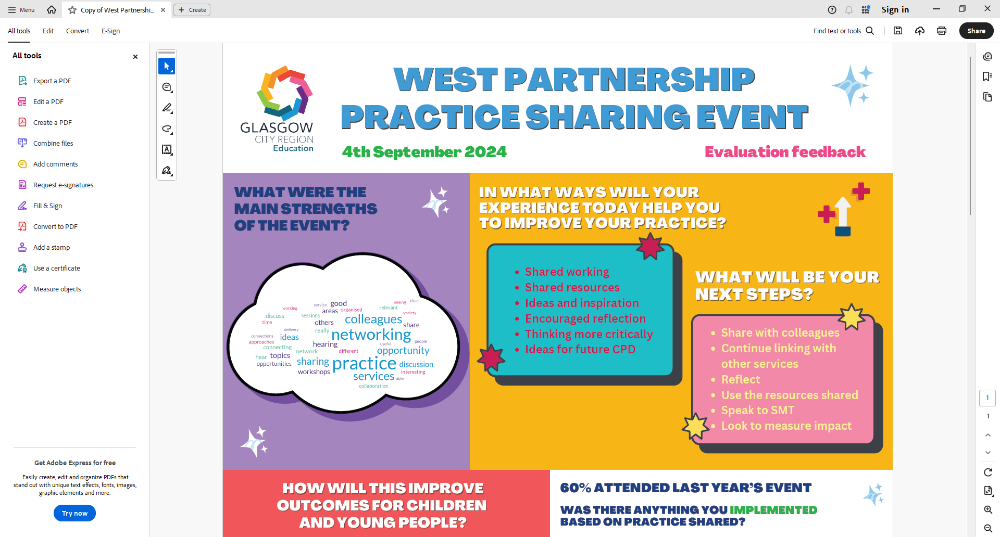 Menu
Copy of West Partnershi...
Create
Sign in
All tools
Edit
Convert
E-Sign
Find text or tools
Share
All tools
Export a PDF
Edit a PDF
Create a PDF
Combine files
Add comments
Request e-signatures
Fill & Sign
Convert to PDF
Add a stamp
Use a certificate
Measure objects
Get Adobe Express for free
Easily create, edit and organize PDFs that
stand out with unique text effects, fonts, images,
graphic elements and more.
Try now
GLASGOW
CITY REGION
Education
WEST PARTNERSHIP
PRACTICE SHARING EVENT
4th September 2024
Evaluation feedback
WHAT WERE THE
MAIN STRENGTHS
OF THE EVENT?
service good seeing clear
working areas organised relevant
discuss sessions colleagues variety
time others share
delivery really networking
connections ideas
approaches hearing useful people
connecting network different opportunity
hear topics sharing practice discussion
opportunities
workshops services able interesting
collaboration
IN WHAT WAYS WILL YOUR
EXPERIENCE TODAY HELP YOU
TO IMPROVE YOUR PRACTICE?
• Shared working
• Shared resources
• Ideas and inspiration
• Encouraged reflection
• Thinking more critically
• Ideas for future CPD
WHAT WILL BE YOUR
NEXT STEPS?
• Share with colleagues
• Continue linking with
other services
• Reflect
• Use the resources shared
• Speak to SMT
• Look to measure impact
HOW WILL THIS IMPROVE
OUTCOMES FOR CHILDREN
AND YOUNG PEOPLE?
60% ATTENDED LAST YEAR'S EVENT
WAS THERE ANYTHING YOU IMPLEMENTED
BASED ON PRACTICE SHARED?
1
1